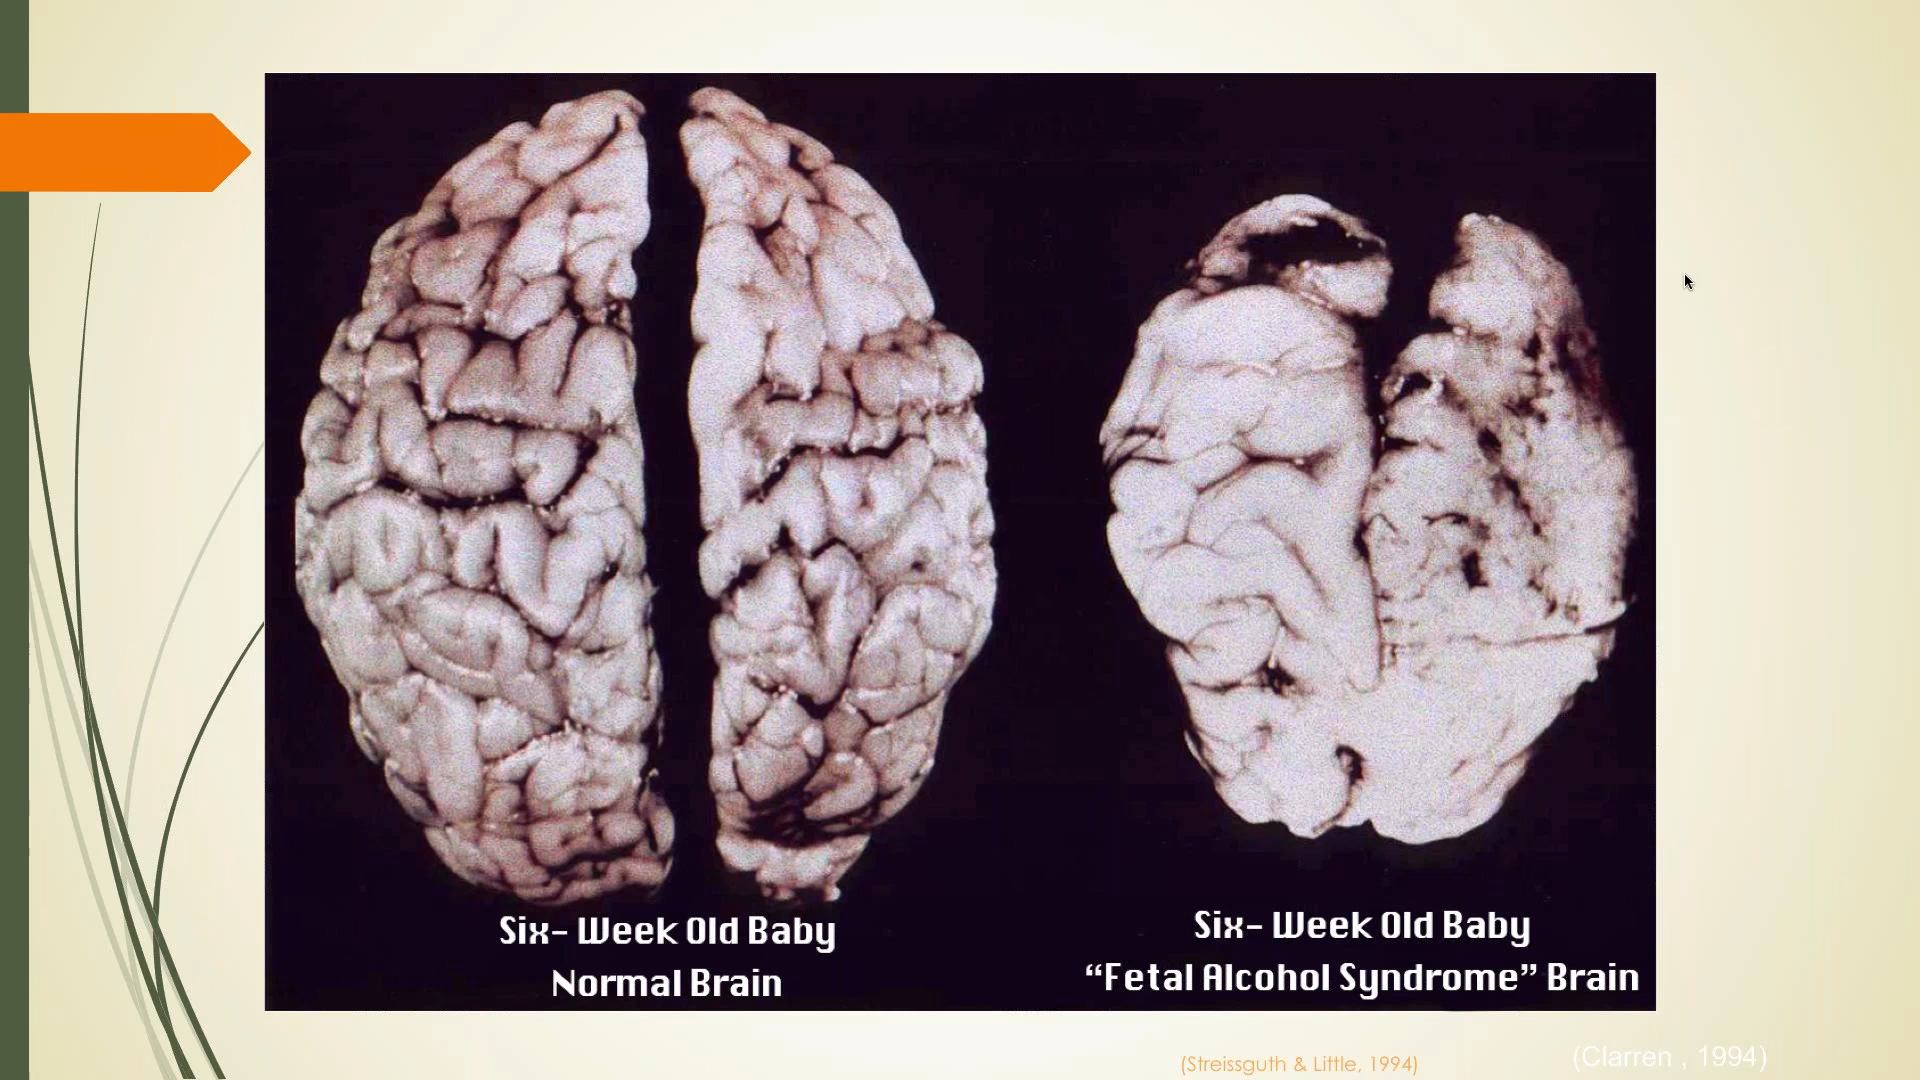 Six- Week Old Baby
Normal Brain
Six- Week Old Baby
“Fetal Alcohol Syndrome” Brain
(Streissguth & Little, 1994)
(Clarren , 1994)